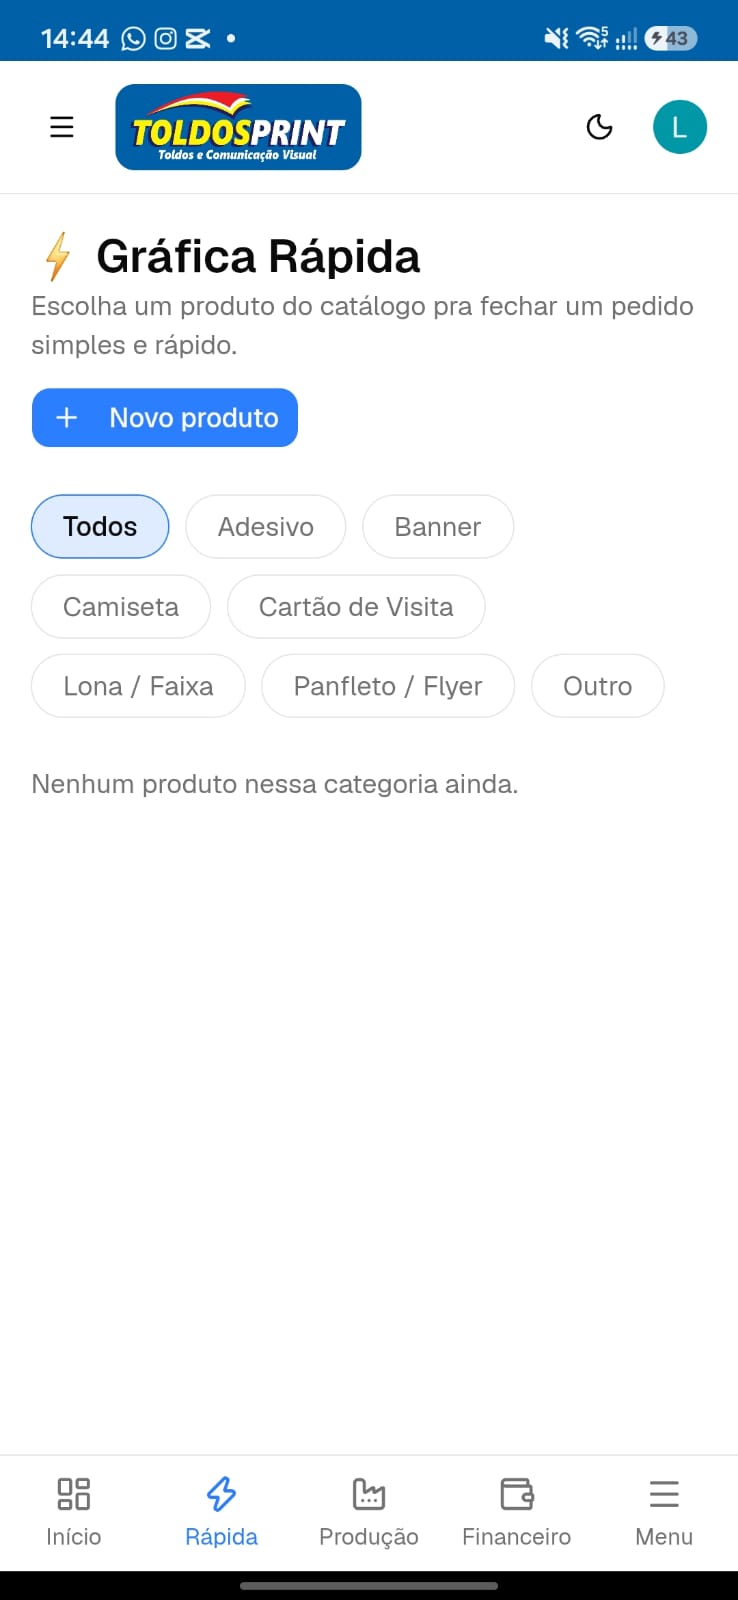 14:44
43
TOLDOSPRINT
Toldos e Comunicação Visual
L
Gráfica Rápida
Escolha um produto do catálogo pra fechar um pedido
simples e rápido.
+ Novo produto
Todos Adesivo Banner
Camiseta Cartão de Visita
Lona / Faixa Panfleto / Flyer Outro
Nenhum produto nessa categoria ainda.
Início Rápida Produção Financeiro Menu